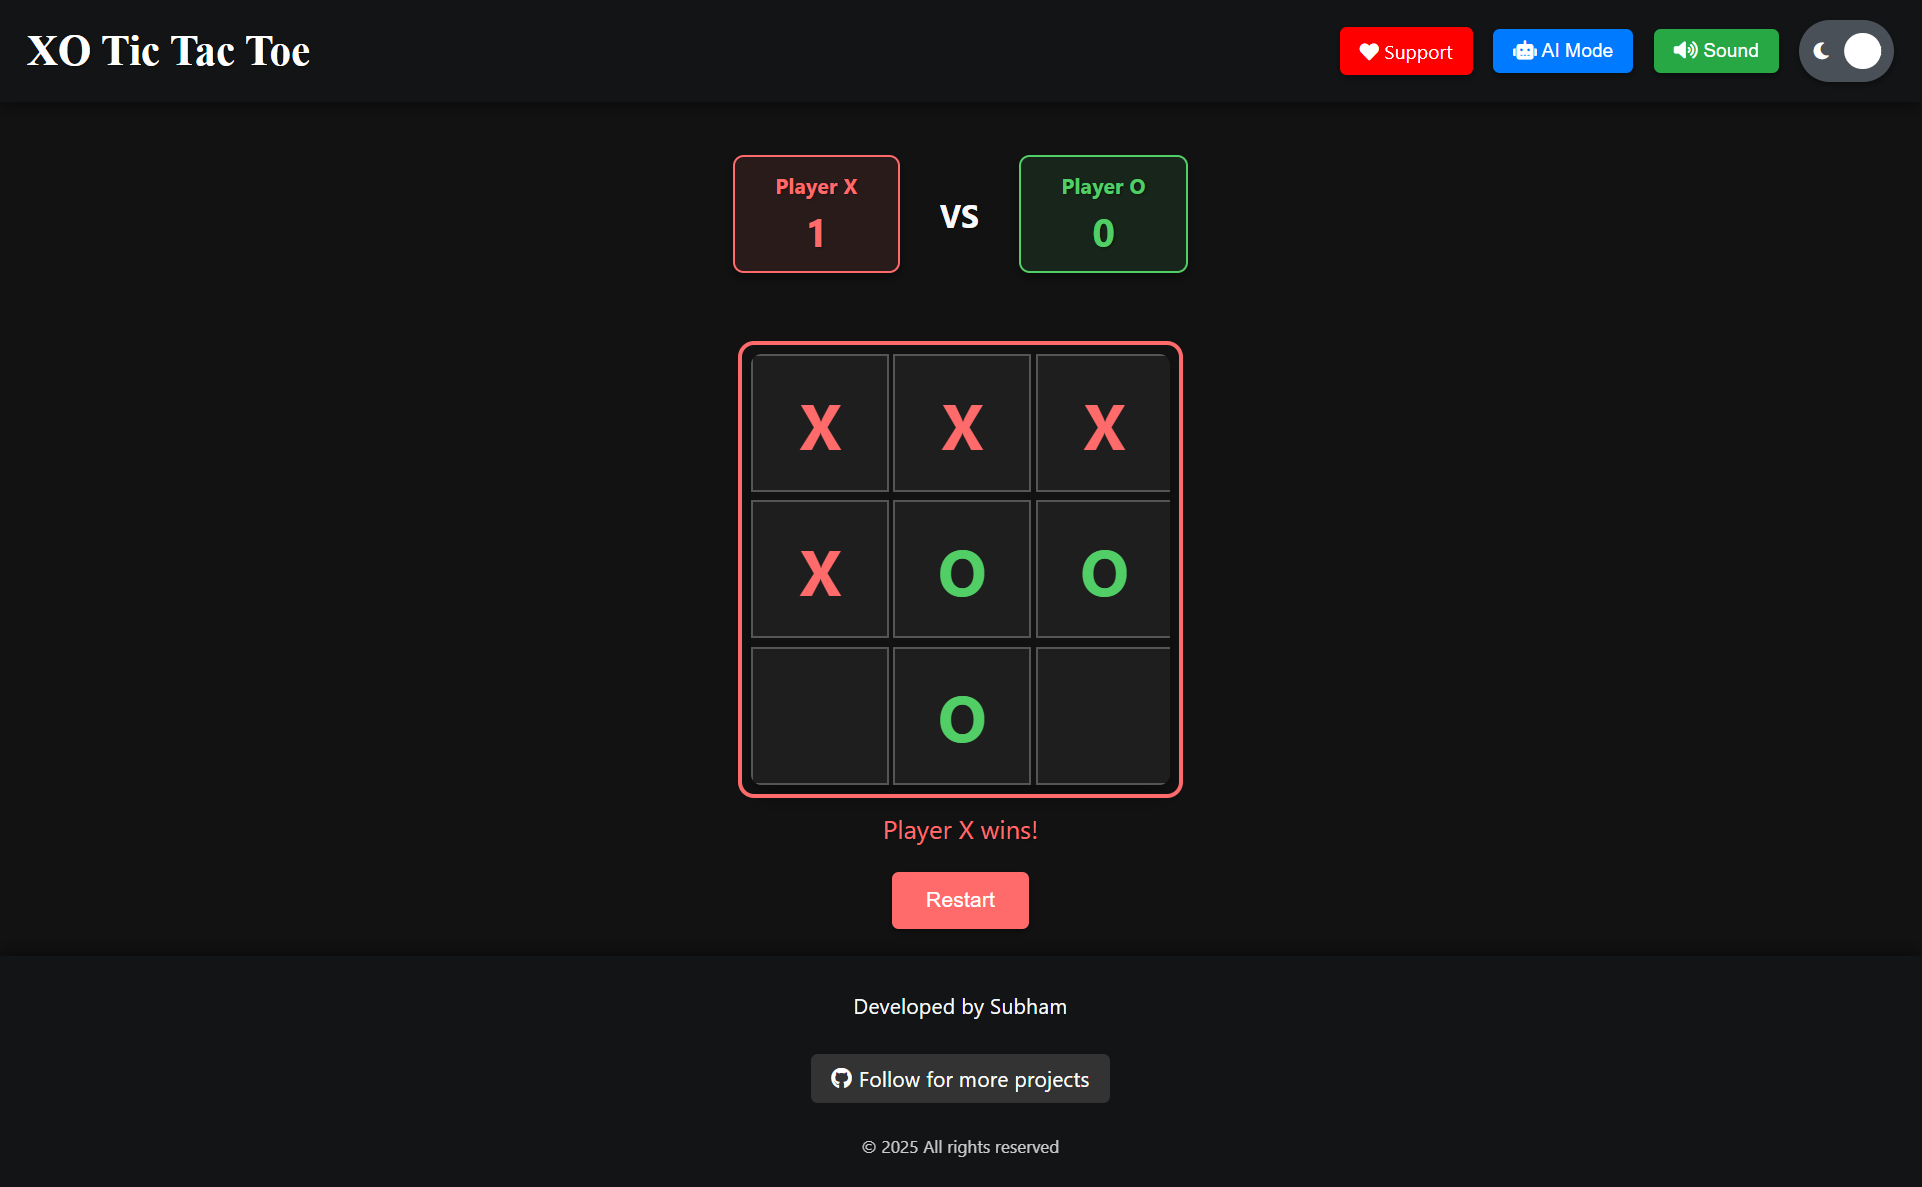 XO Tic Tac Toe
Support
AI Mode
Sound
Player X
1
VS
Player O
0
X X X
X O O
O
Player X wins!
Restart
Developed by Subham
Follow for more projects
© 2025 All rights reserved